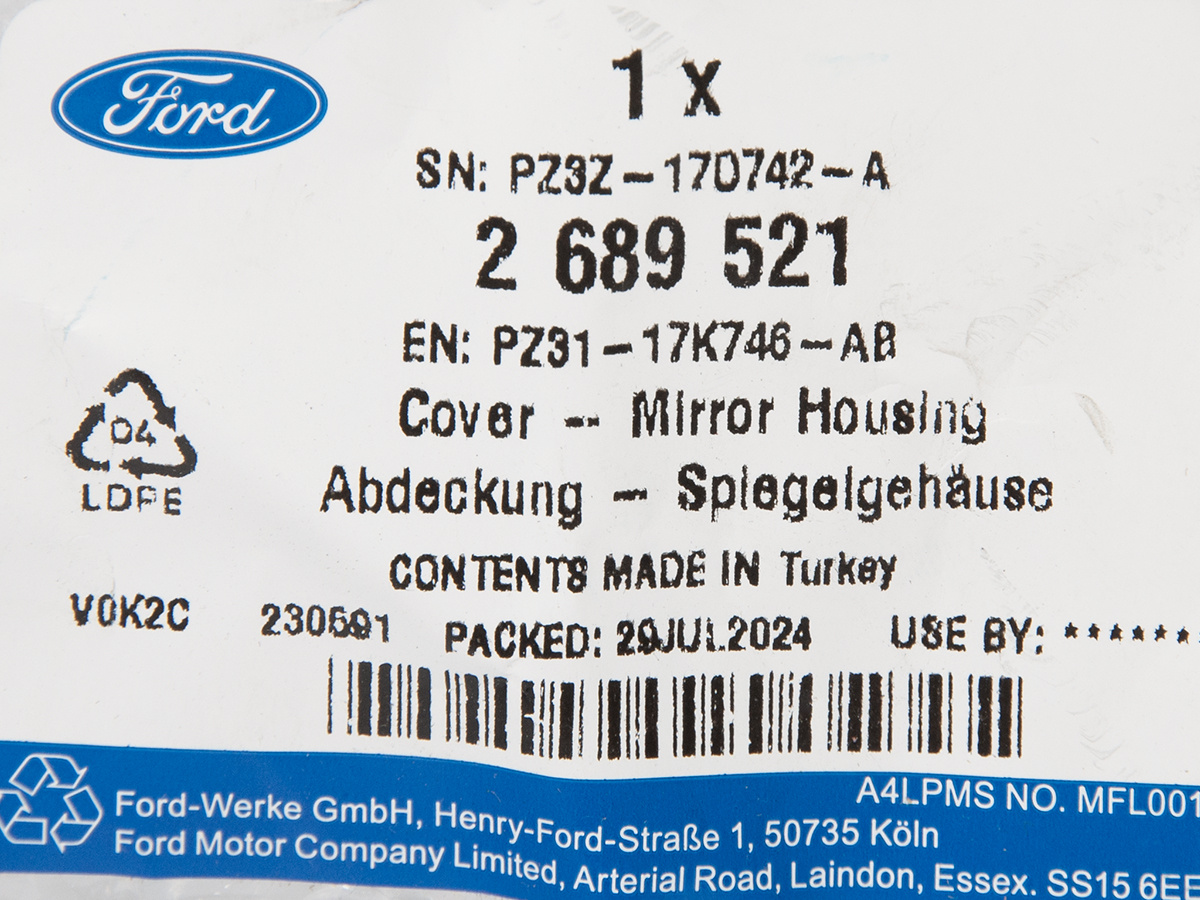 Ford
1 x
SN: PZ3Z-17D742-A
2 689 521
EN: PZ31-17K746-AB
Cover -- Mirror Housing
Abdeckung - Spiegelgehäuse
04
LDPE
CONTENTS MADE IN Turkey
V0K2C 230691 PACKED: 29JUL2024 USE BY: ******
A4LPMS NO. MFL001
Ford-Werke GmbH, Henry-Ford-Straße 1, 50735 Köln
Ford Motor Company Limited, Arterial Road, Laindon, Essex. SS15 6EE